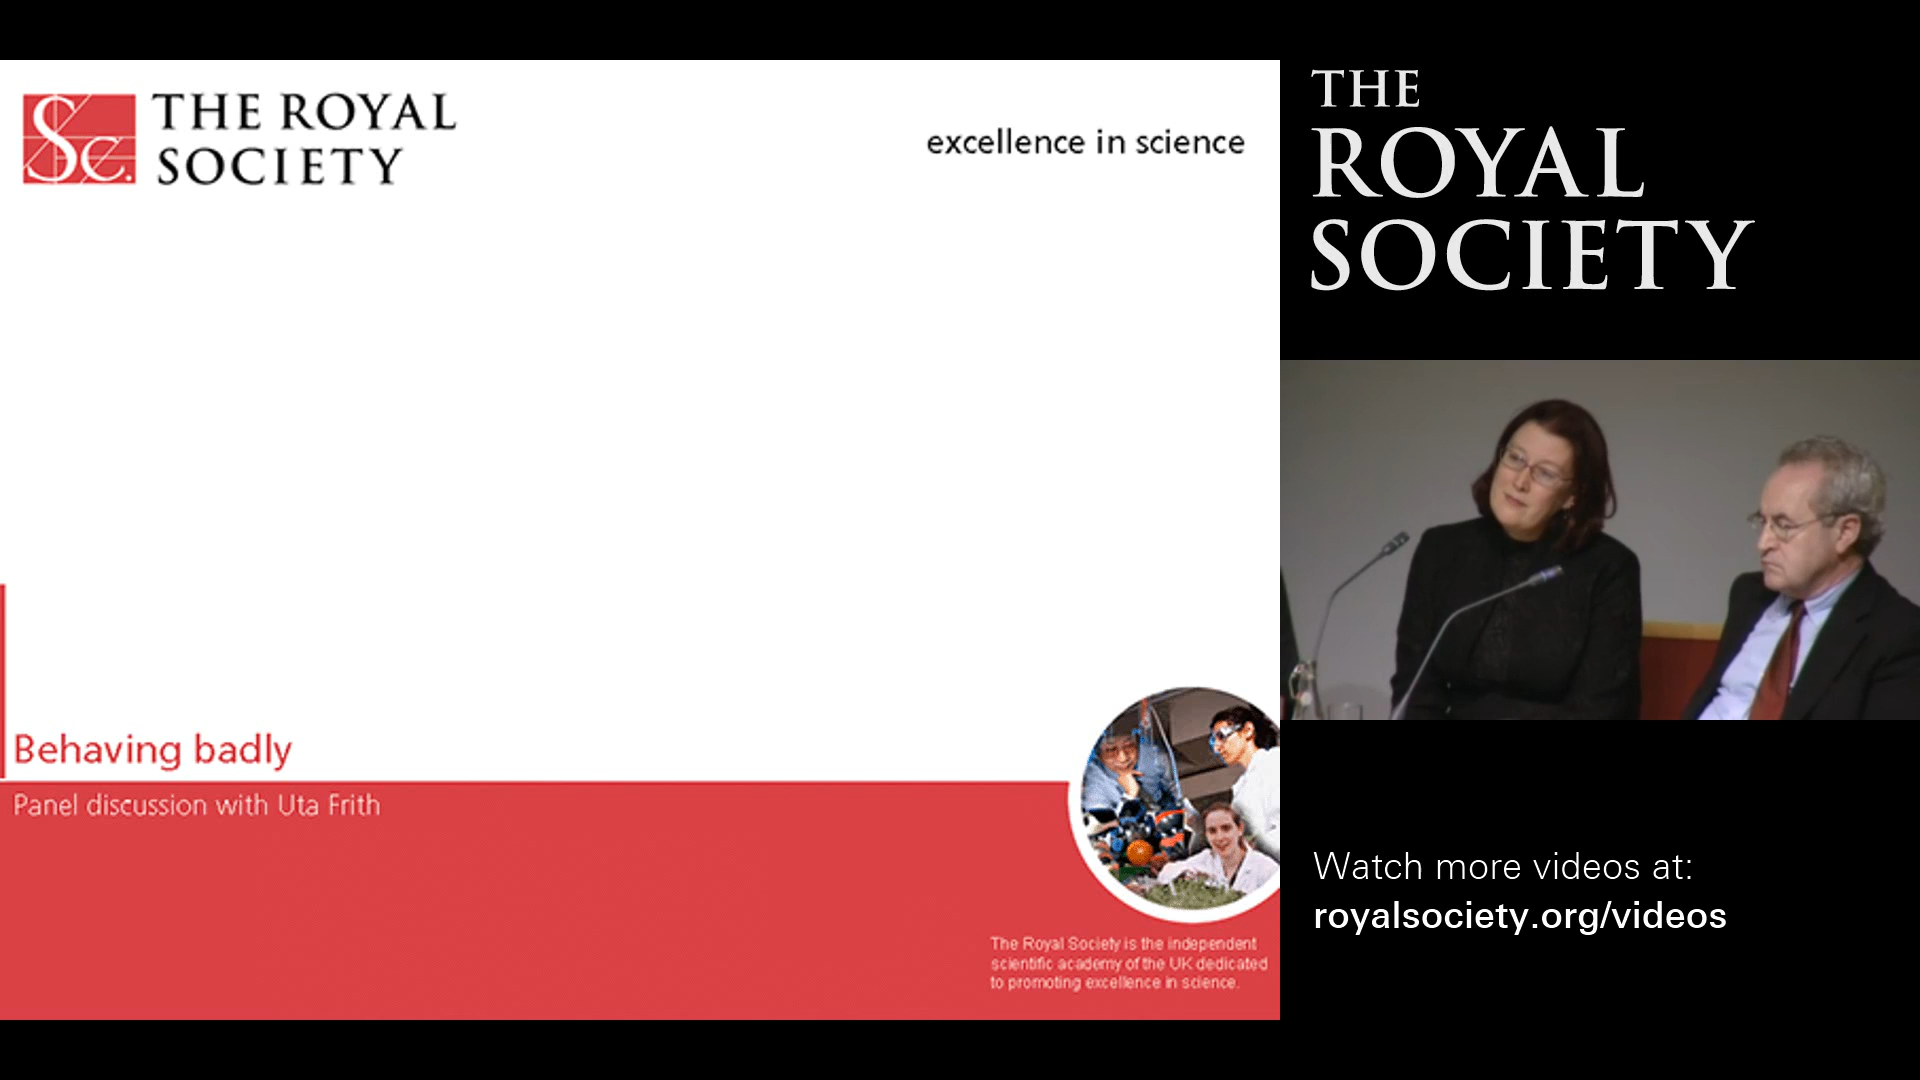 Sc.
THE ROYAL
SOCIETY
excellence in science
Behaving badly
Panel discussion with Uta Frith
The Royal Society is the independent
scientific academy of the UK dedicated
to promoting excellence in science.
THE
ROYAL
SOCIETY
Watch more videos at:
royalsociety.org/videos